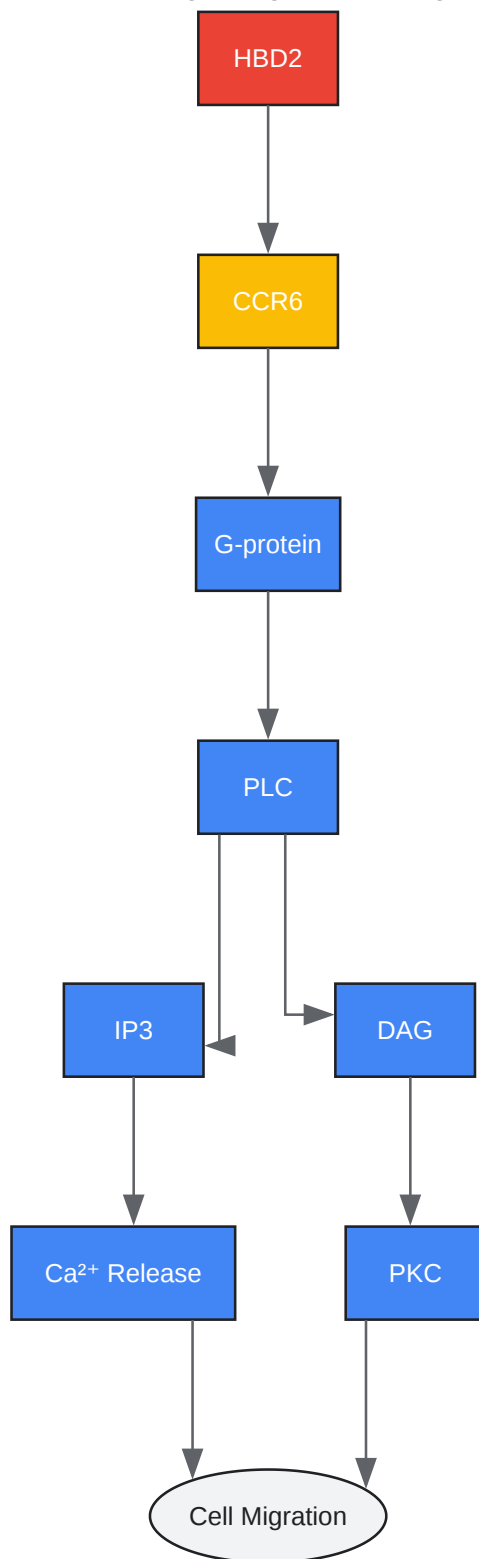 HBD2
CCR6
G-protein
PLC
IP3
DAG
Ca²⁺ Release
PKC
Cell Migration